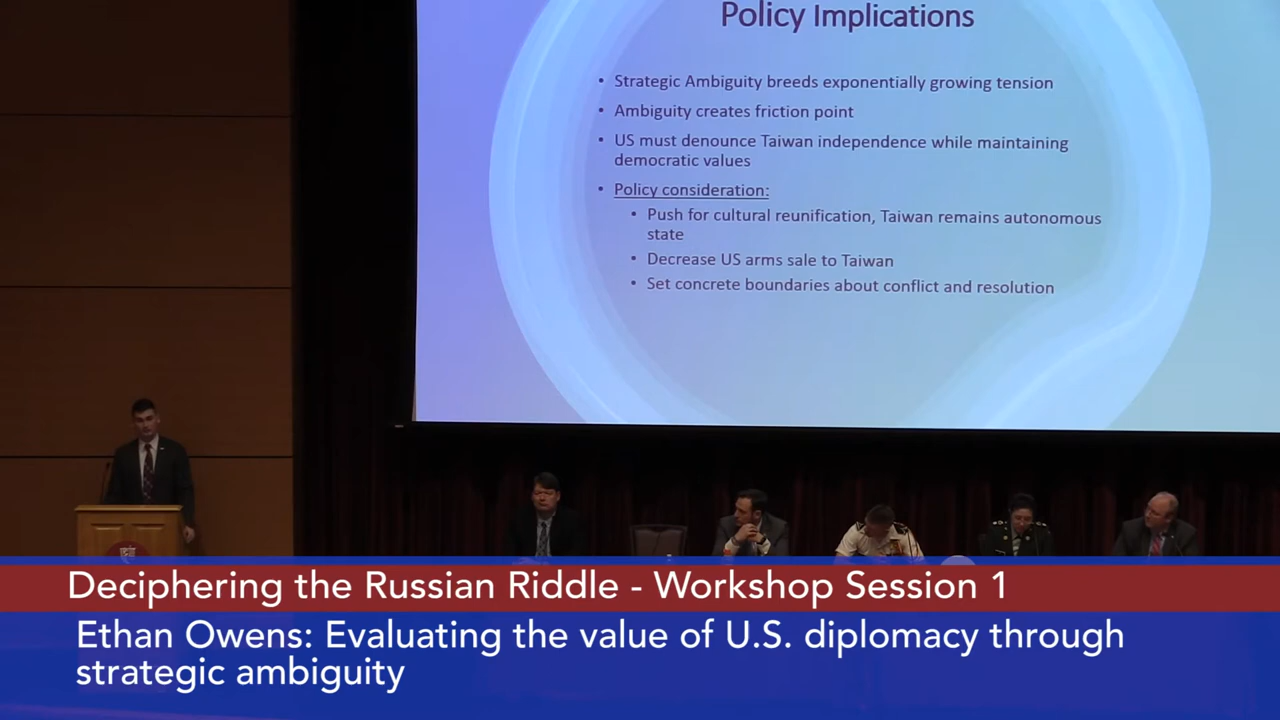 Policy Implications
• Strategic Ambiguity breeds exponentially growing tension
• Ambiguity creates friction point
• US must denounce Taiwan independence while maintaining
democratic values
• Policy consideration:
• Push for cultural reunification, Taiwan remains autonomous
state
• Decrease US arms sale to Taiwan
• Set concrete boundaries about conflict and resolution
Deciphering the Russian Riddle - Workshop Session 1
Ethan Owens: Evaluating the value of U.S. diplomacy through
strategic ambiguity